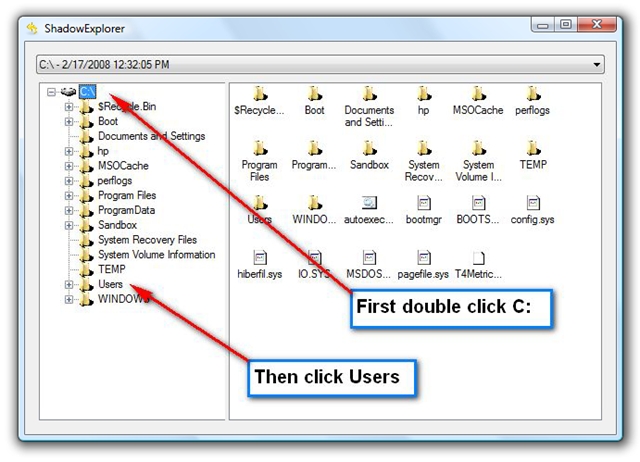 ShadowExplorer
C:\ - 2/17/2008 12:32:05 PM
C:\
$Recycle.Bin
Boot
Documents and Settings
hp
MSOCache
perflogs
Program Files
ProgramData
Sandbox
System Recovery Files
System Volume Information
TEMP
Users
WINDOWS
$Recycle... Boot Documents and Setti... hp MSOCache perflogs
Program Files Program... Sandbox System Recov... System Volume I... TEMP
Users WINDO... autoexec... bootmgr BOOTS... config.sys
hiberfil.sys IO.SYS MSDOS... pagefile.sys T4Metric...
First double click C:
Then click Users